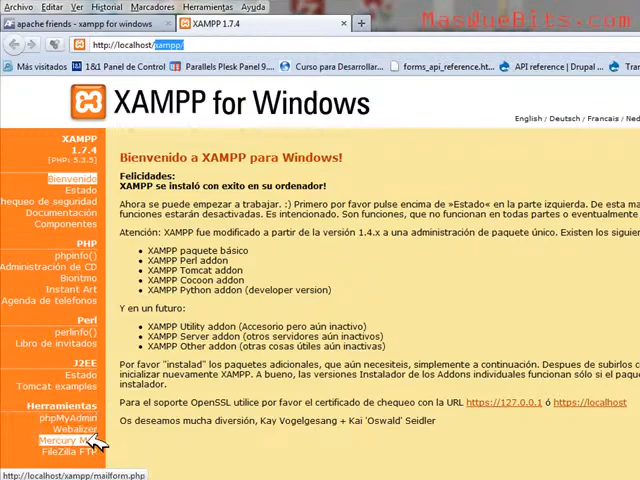 Archivo Editar Ver Historial Marcadores Herramientas Ayuda
MasQueBits.com
apache friends - xampp for windows
XAMPP 1.7.4
http://localhost/xampp/
Más visitados 1&1 Panel de Control Parallels Plesk Panel 9.... Curso para Desarrollar... forms_api_reference.ht... API reference | Drupal ... Tran
XAMPP for Windows
English / Deutsch / Francais / Ned
XAMPP
1.7.4
[PHP: 5.3.5]
Bienvenido
Estado
hequeo de seguridad
Documentación
Componentes
PHP
phpinfo()
Administración de CD
Bioritmo
Instant Art
Agenda de telefonos
Perl
perlinfo()
Libro de invitados
J2EE
Estado
Tomcat examples
Herramientas
phpMyAdmin
Webalizer
Mercury
FileZilla FTP
Bienvenido a XAMPP para Windows!
Felicidades:
XAMPP se instaló con exito en su ordenador!
Ahora se puede empezar a trabajar. :) Primero por favor pulse encima de »Estado« en la parte izquierda. De esta ma
funciones estarán desactivadas. Es intencionado. Son funciones, que no funcionan en todas partes o eventualmente
Atención: XAMPP fue modificado a partir de la versión 1.4.x a una administración de paquete único. Existen los siguie
XAMPP paquete básico
XAMPP Perl addon
XAMPP Tomcat addon
XAMPP Cocoon addon
XAMPP Python addon (developer version)
Y en un futuro:
XAMPP Utility addon (Accesorio pero aún inactivo)
XAMPP Server addon (otros servidores aún inactivos)
XAMPP Other addon (otras cosas útiles aún inactivas)
Por favor "instalad" los paquetes adicionales, que aún necesiteis, simplemente a continuación. Despues de subirlos c
inicializar nuevamente XAMPP. A bueno, las versiones Instalador de los Addons individuales funcionan sólo si el paque
instalador.
Para el soporte OpenSSL utilice por favor el certificado de chequeo con la URL https://127.0.0.1 ó https://localhost
Os deseamos mucha diversión, Kay Vogelgesang + Kai 'Oswald' Seidler
http://localhost/xampp/mailform.php